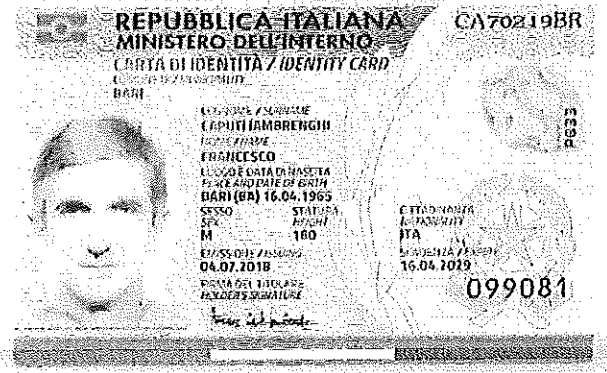 REPUBBLICA ITALIANA
CA70219BR
MINISTERO DELL'INTERNO
CARTA DI IDENTITÀ / IDENTITY CARD
BARI
COGNOME / SURNAME
CAPUTI IAMBRENGHI
NOME / NAME
FRANCESCO
LUOGO E DATA DI NASCITA
PLACE AND DATE OF BIRTH
BARI (BA) 16.04.1965
SESSO STATURA CITTADINANZA
SEX HEIGHT NATIONALITY
M 180 ITA
EMISSIONE / ISSUING SCADENZA / EXPIRY
04.07.2018 16.04.2029
099081
FIRMA DEL TITOLARE
HOLDER'S SIGNATURE